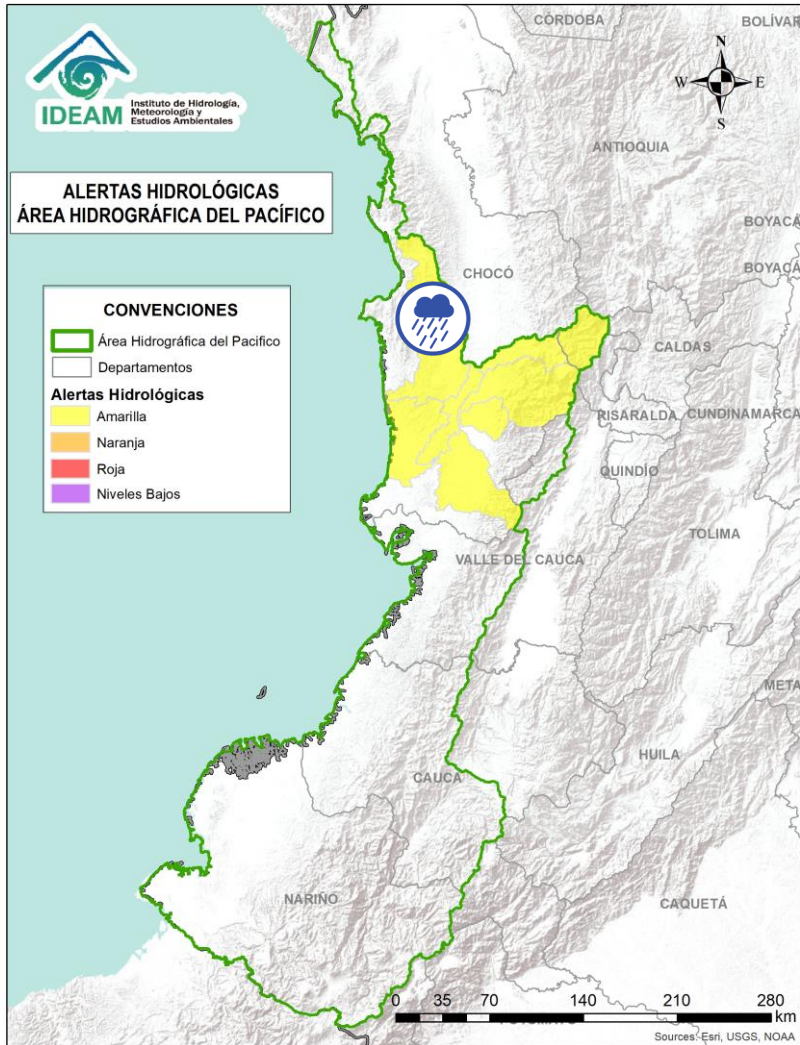 IDEAM
Instituto de Hidrología,
Meteorología y
Estudios Ambientales
ALERTAS HIDROLÓGICAS
ÁREA HIDROGRÁFICA DEL PACÍFICO
CONVENCIONES
Área Hidrográfica del Pacifico
Departamentos
Alertas Hidrológicas
Amarilla
Naranja
Roja
Niveles Bajos
CÓRDOBA
BOLÍVAR
N
W
E
S
ANTIOQUIA
BOYACÁ
BOYACÁ
CHOCÓ
CALDAS
RISARALDA
CUNDINAMARCA
QUINDÍO
TOLIMA
VALLE DEL CAUCA
META
HUILA
CAUCA
NARIÑO
CAQUETÁ
0 35 70 140 210 280
km
Sources: Esri, USGS, NOAA